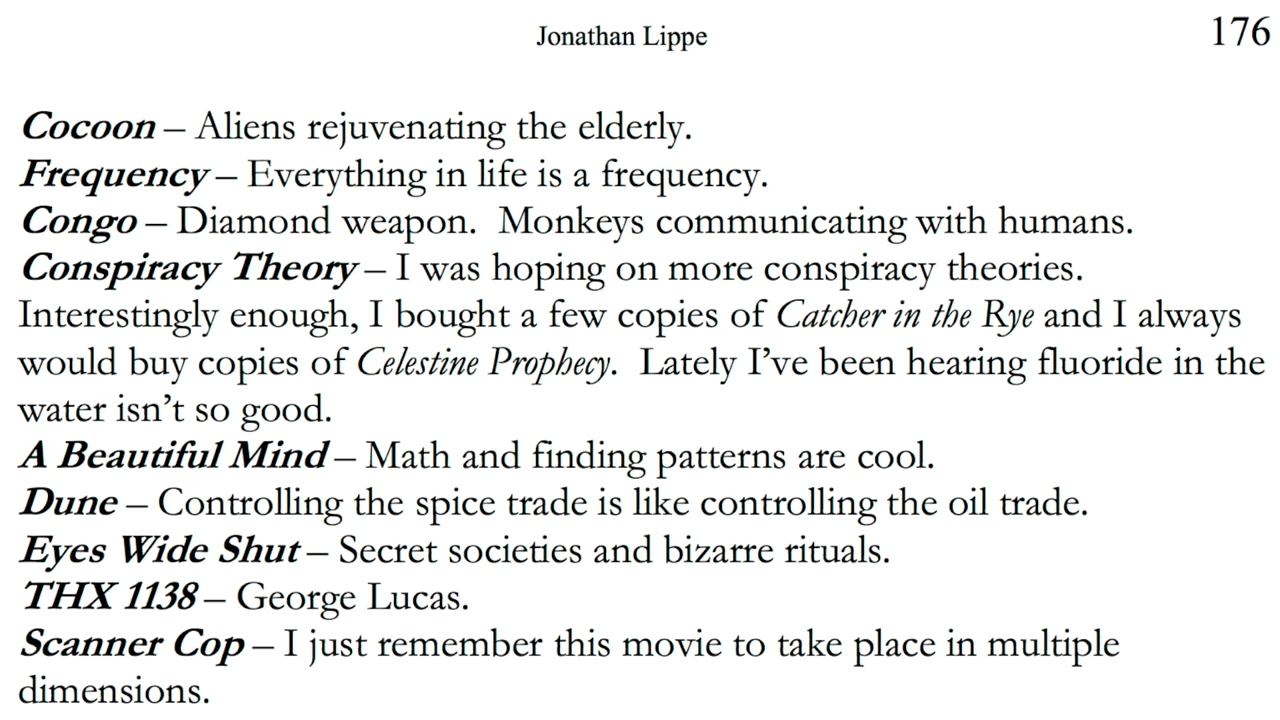 Jonathan Lippe 176
Cocoon – Aliens rejuvenating the elderly.
Frequency – Everything in life is a frequency.
Congo – Diamond weapon.  Monkeys communicating with humans.
Conspiracy Theory – I was hoping on more conspiracy theories.
Interestingly enough, I bought a few copies of Catcher in the Rye and I always
would buy copies of Celestine Prophecy.  Lately I’ve been hearing fluoride in the
water isn’t so good.
A Beautiful Mind – Math and finding patterns are cool.
Dune – Controlling the spice trade is like controlling the oil trade.
Eyes Wide Shut – Secret societies and bizarre rituals.
THX 1138 – George Lucas.
Scanner Cop – I just remember this movie to take place in multiple
dimensions.